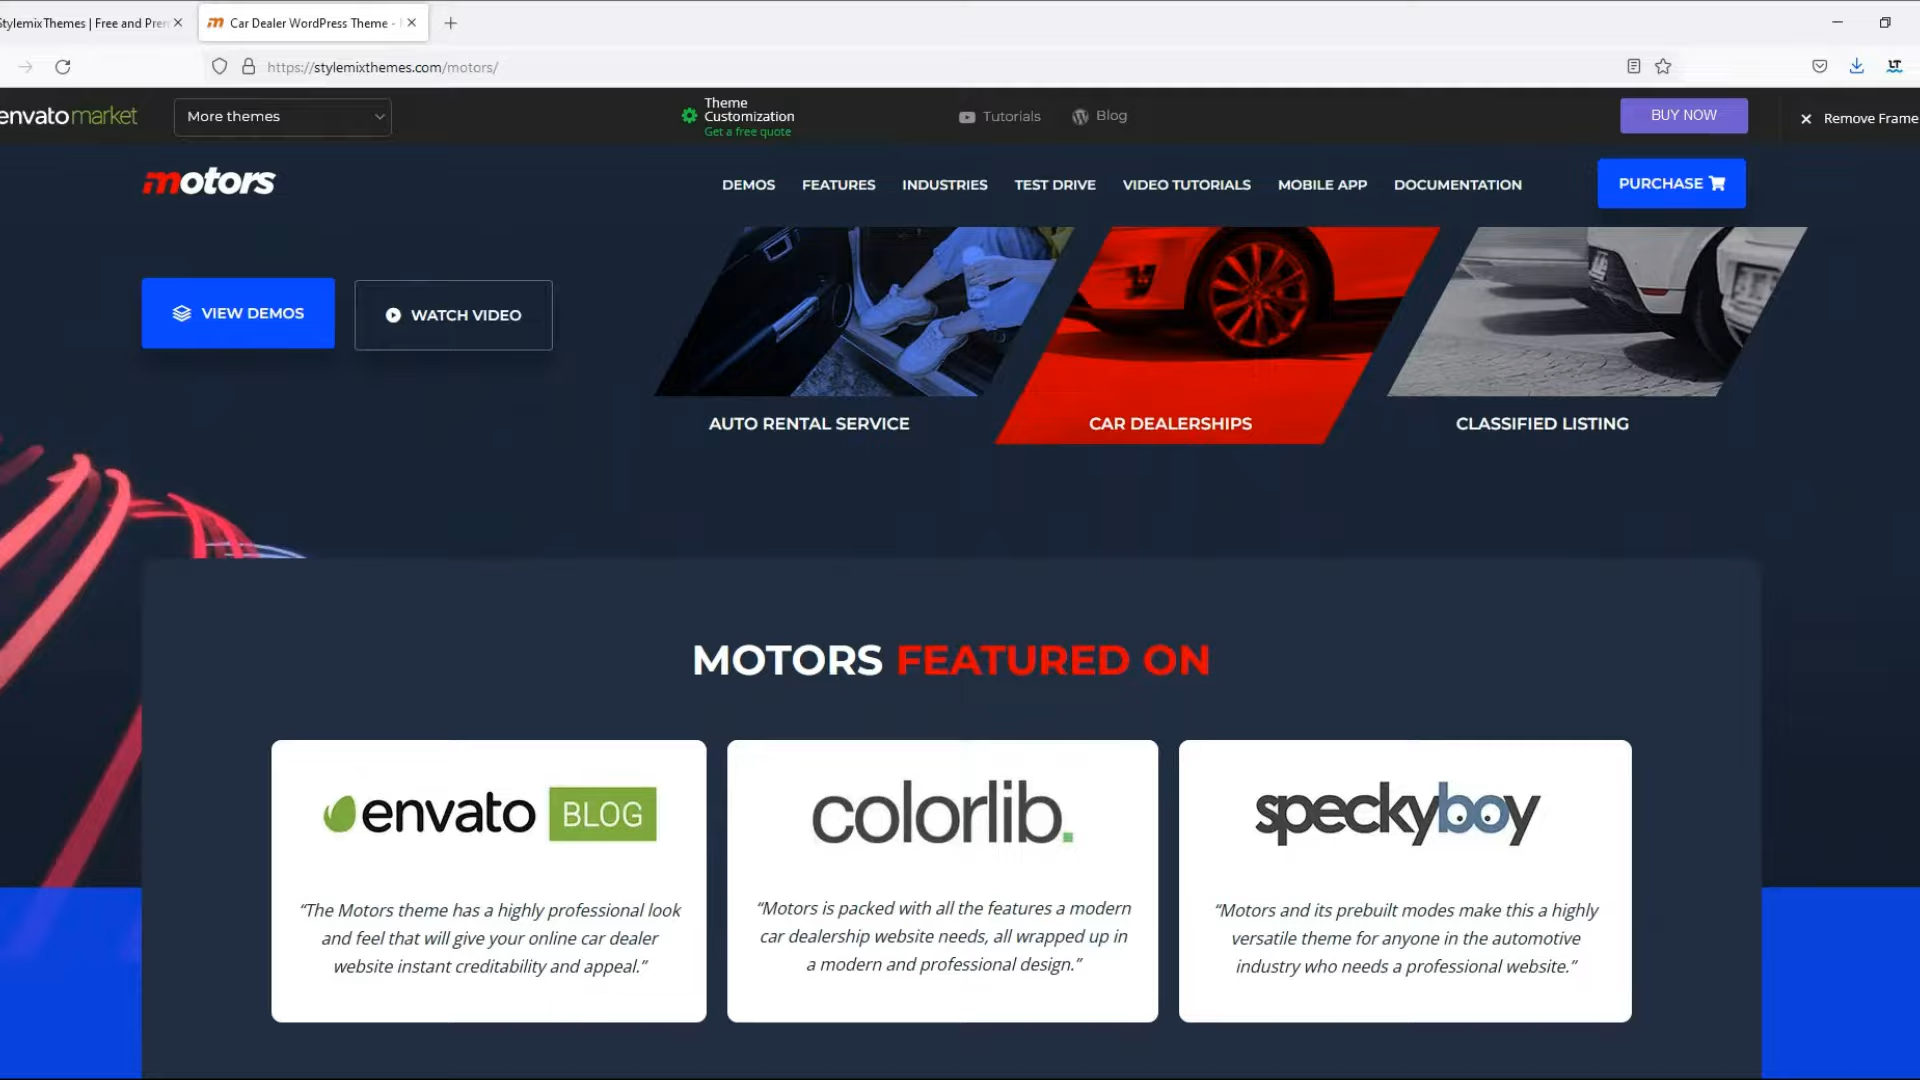 StylemixThemes | Free and Prem
Car Dealer WordPress Theme -
https://stylemixthemes.com/motors/
envatomarket
More themes
Theme
Customization
Get a free quote
Tutorials
Blog
BUY NOW
Remove Frame
motors
DEMOS
FEATURES
INDUSTRIES
TEST DRIVE
VIDEO TUTORIALS
MOBILE APP
DOCUMENTATION
PURCHASE
VIEW DEMOS
WATCH VIDEO
AUTO RENTAL SERVICE
CAR DEALERSHIPS
CLASSIFIED LISTING
MOTORS FEATURED ON
envato BLOG
“The Motors theme has a highly professional look
and feel that will give your online car dealer
website instant creditability and appeal.”
colorlib.
“Motors is packed with all the features a modern
car dealership website needs, all wrapped up in
a modern and professional design.”
speckyboy
“Motors and its prebuilt modes make this a highly
versatile theme for anyone in the automotive
industry who needs a professional website.”